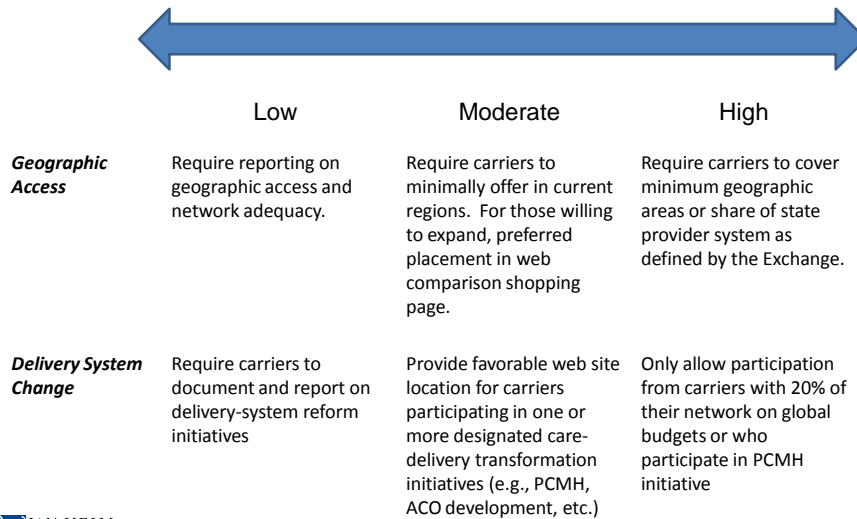 Low Moderate High
Geographic Access
Require reporting on
geographic access and
network adequacy.
Require carriers to
minimally offer in current
regions. For those willing
to expand, preferred
placement in web
comparison shopping
page.
Require carriers to cover
minimum geographic
areas or share of state
provider system as
defined by the Exchange.
Delivery System
Change
Require carriers to
document and report on
delivery-system reform
initiatives
Provide favorable web site
location for carriers
participating in one or
more designated care-
delivery transformation
initiatives (e.g., PCMH,
ACO development, etc.)
Only allow participation
from carriers with 20% of
their network on global
budgets or who
participate in PCMH
initiative